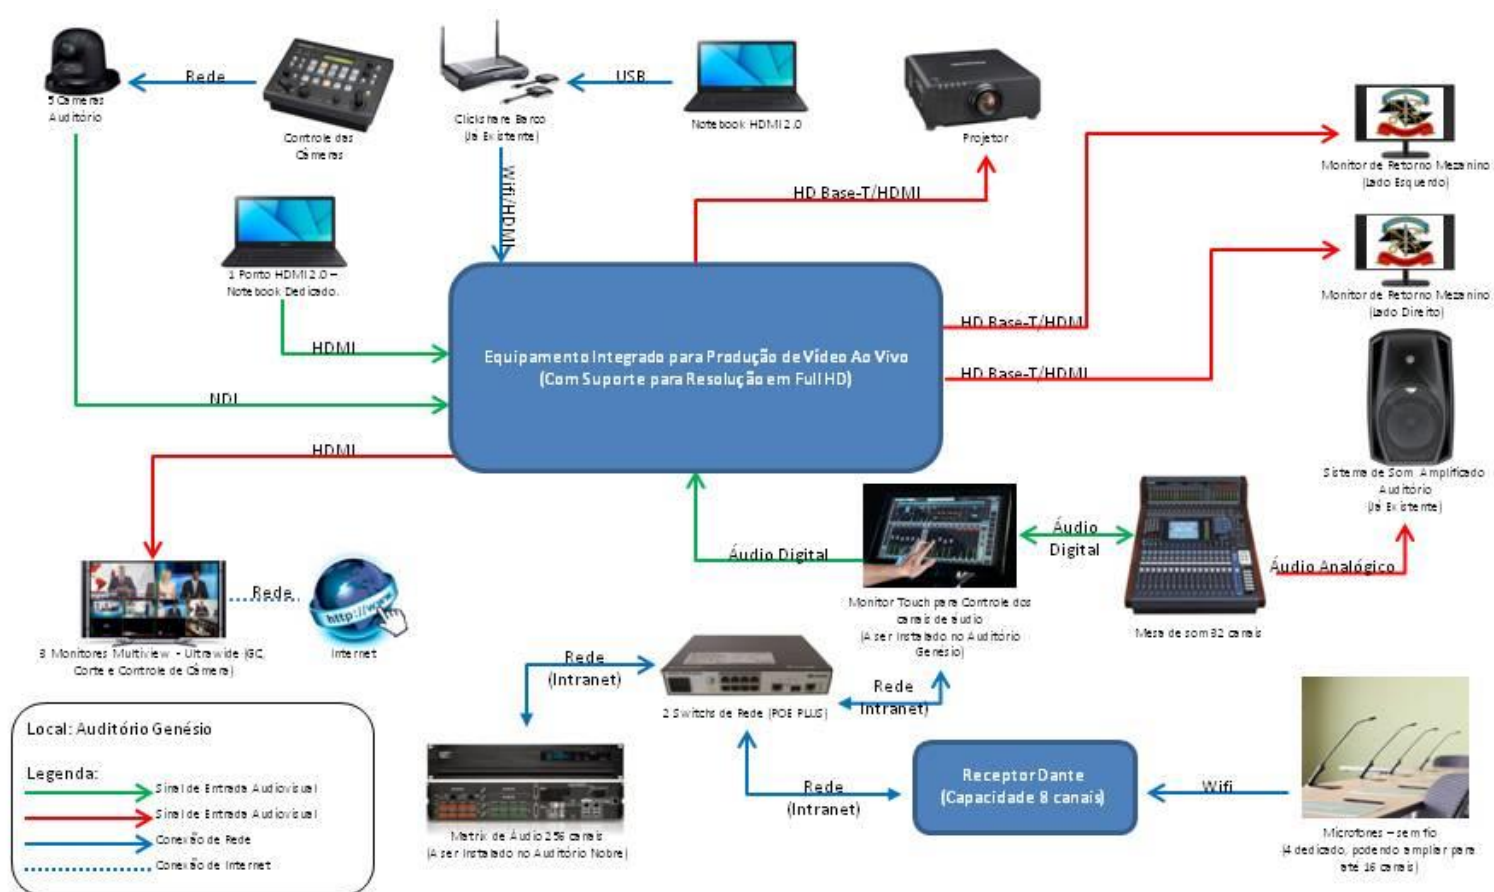 Rede
5 Câmeras
Auditório
Controle das
Câmeras
Clickshare Barco
(Já Existente)
USB
Notebook HDMI 2.0
Projetor
Monitor de Retorno Mezanino
(Lado Esquerdo)
Wifi/HDMI
HD Base-T/HDMI
1 Ponto HDMI 2.0 –
Notebook Dedicado.
Monitor de Retorno Mezanino
(Lado Direito)
HD Base-T/HDMI
HDMI
Equipamento Integrado para Produção de Vídeo Ao Vivo
(Com Suporte para Resolução em Full HD)
HD Base-T/HDMI
NDI
HDMI
Sistema de Som Amplificado
Auditório
(Já Existente)
Áudio Digital
Áudio
Digital
Áudio Analógico
http://www
Rede
Monitor Touch para Controle dos
canais de áudio
(A ser Instalado no Auditório
Genésio)
Mesa de som 32 canais
3 Monitores Multiview - Ultrawide (GC,
Corte e Controle de Câmera)
Internet
Rede
(Intranet)
2 Switchs de Rede (POE PLUS)
Rede
Intranet)
Local: Auditório Genésio
Legenda:
Sinal de Entrada Audiovisual
Sinal de Entrada Audiovisual
Conexão de Rede
Conexão de Internet
Matrix de Áudio 256 canais
(A ser Instalado no Auditório Nobre)
Rede
(Intranet)
Receptor Dante
(Capacidade 8 canais)
Wifi
Microfones – sem fio
(4 dedicado, podendo ampliar para
até 16 canais)